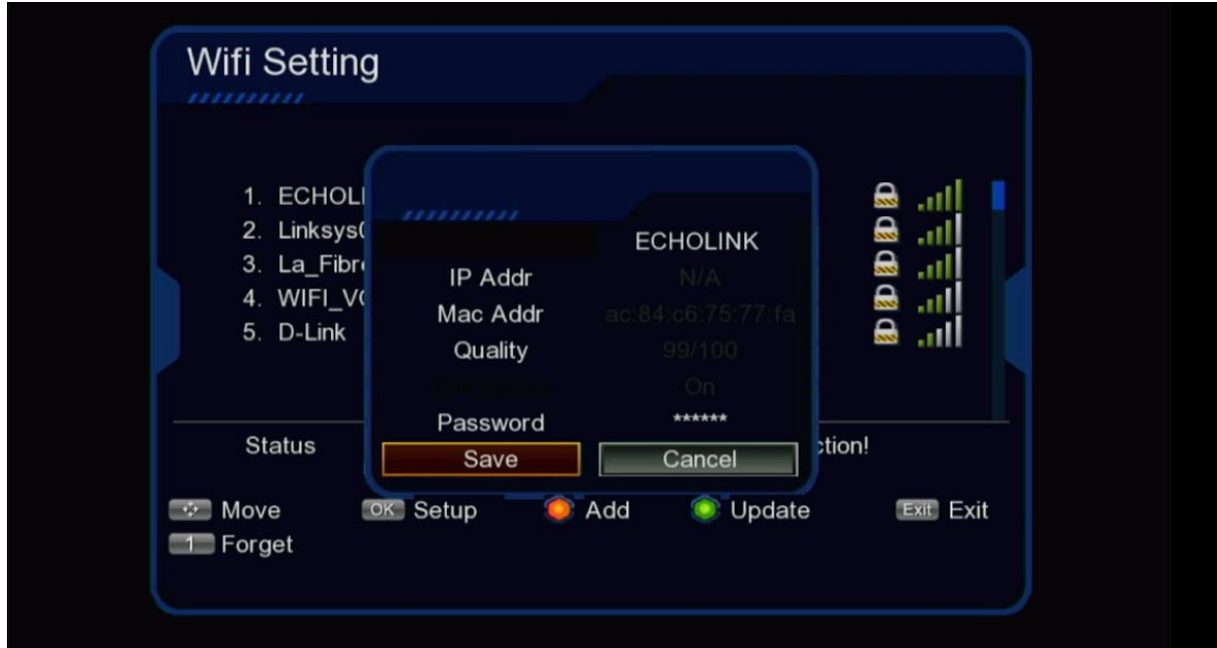 Wifi Setting
1. ECHOLI
2. Linksys
3. La_Fibr
4. WIFI_V
5. D-Link
ECHOLINK
IP Addr N/A
Mac Addr ac:84:c6:75:77:fa
Quality 99/100
On
Password ******
Save Cancel
Status ction!
Move OK Setup Add Update Exit Exit
1 Forget